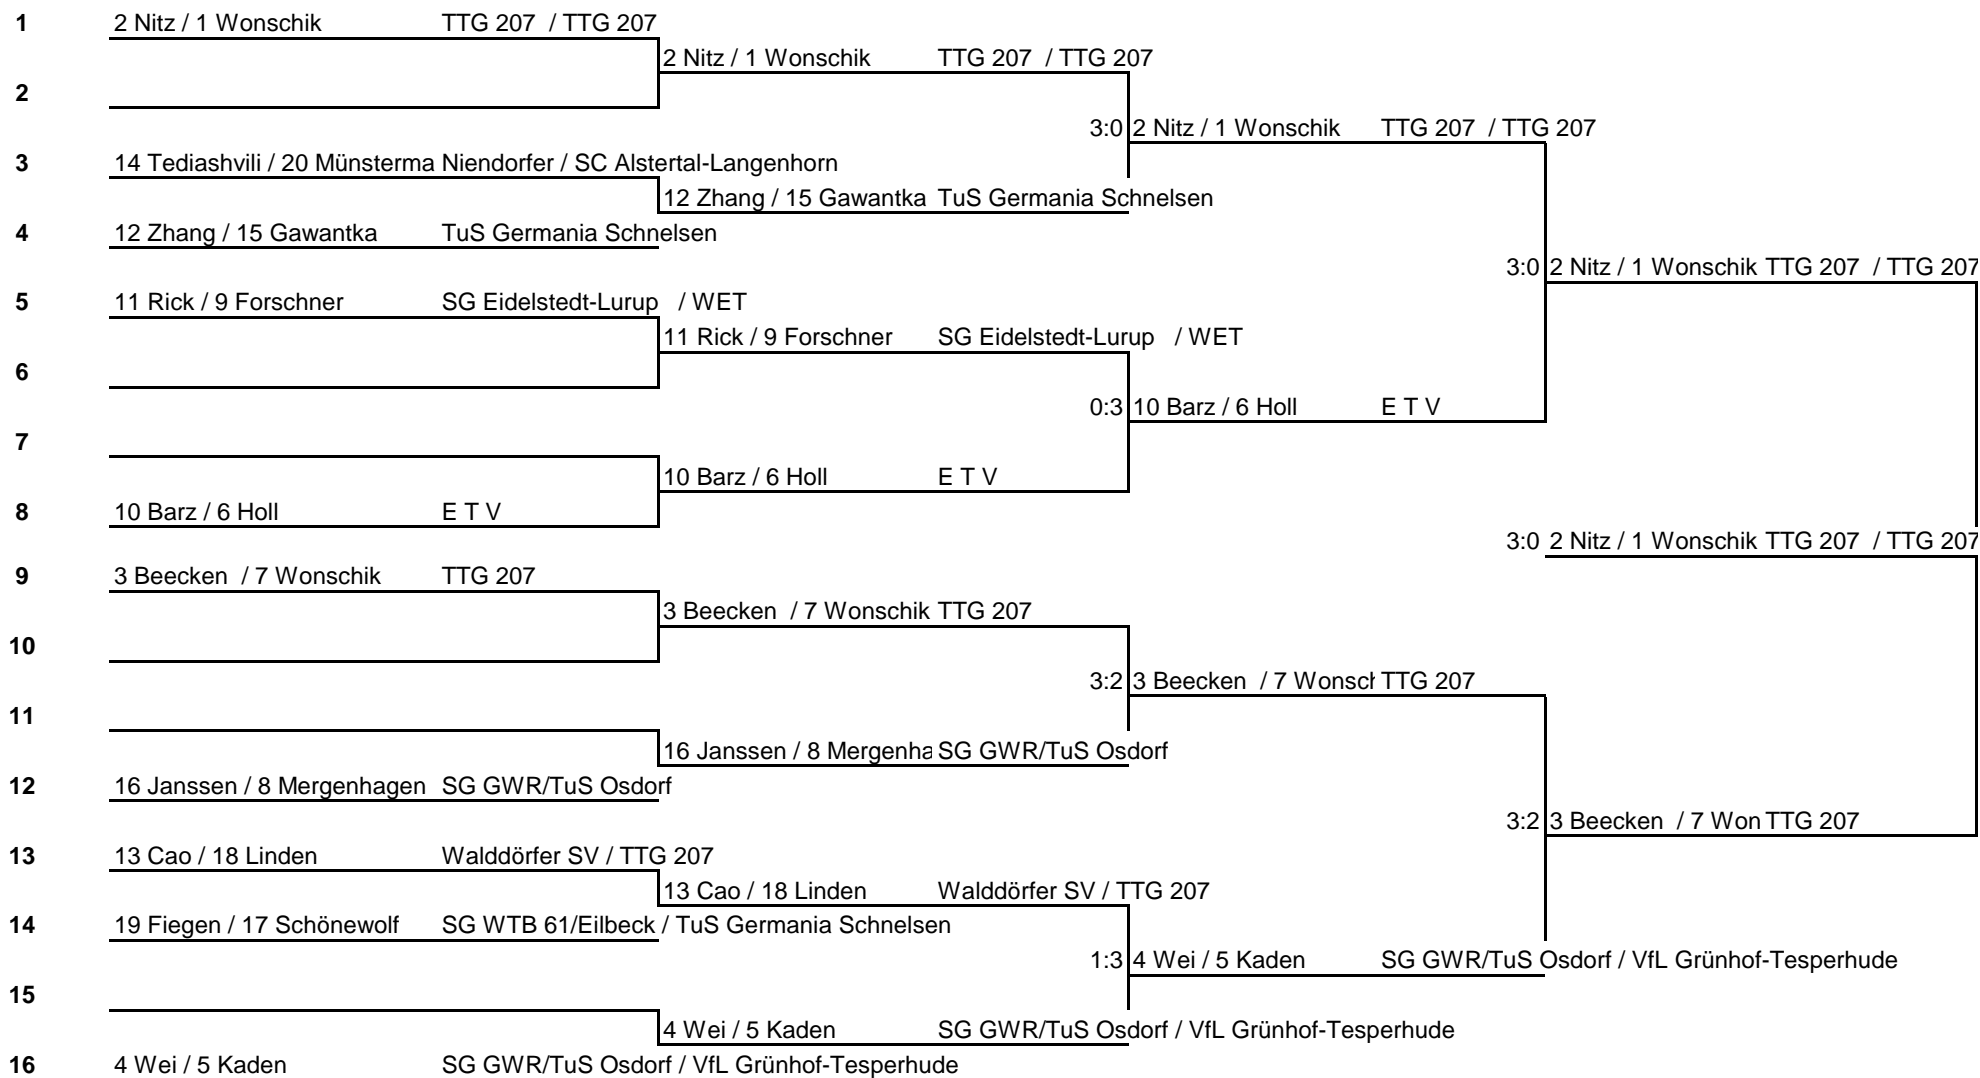 1 2 Nitz / 1 Wonschik TTG 207 / TTG 207
2 Nitz / 1 Wonschik TTG 207 / TTG 207
2
3:0 2 Nitz / 1 Wonschik TTG 207 / TTG 207
3 14 Tediashvili / 20 Münsterma Niendorfer / SC Alstertal-Langenhorn
12 Zhang / 15 Gawantka TuS Germania Schnelsen
4 12 Zhang / 15 Gawantka TuS Germania Schnelsen
3:0 2 Nitz / 1 Wonschik TTG 207 / TTG 207
5 11 Rick / 9 Forschner SG Eidelstedt-Lurup / WET
11 Rick / 9 Forschner SG Eidelstedt-Lurup / WET
6
0:3 10 Barz / 6 Holl E T V
7
10 Barz / 6 Holl E T V
8 10 Barz / 6 Holl E T V
3:0 2 Nitz / 1 Wonschik TTG 207 / TTG 207
9 3 Beecken / 7 Wonschik TTG 207
3 Beecken / 7 Wonschik TTG 207
10
3:2 3 Beecken / 7 Wonsch TTG 207
11
16 Janssen / 8 Mergenha SG GWR/TuS Osdorf
12 16 Janssen / 8 Mergenhagen SG GWR/TuS Osdorf
3:2 3 Beecken / 7 Won TTG 207
13 13 Cao / 18 Linden Walddörfer SV / TTG 207
13 Cao / 18 Linden Walddörfer SV / TTG 207
14 19 Fiegen / 17 Schönewolf SG WTB 61/Eilbeck / TuS Germania Schnelsen
1:3 4 Wei / 5 Kaden SG GWR/TuS Osdorf / VfL Grünhof-Tesperhude
15
4 Wei / 5 Kaden SG GWR/TuS Osdorf / VfL Grünhof-Tesperhude
16 4 Wei / 5 Kaden SG GWR/TuS Osdorf / VfL Grünhof-Tesperhude